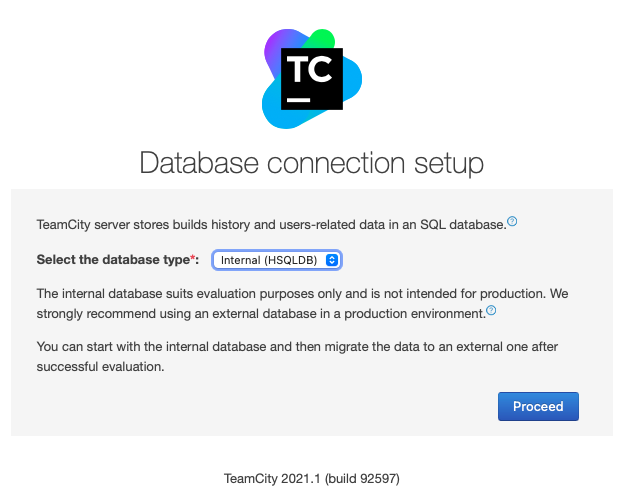 TC
Database connection setup
TeamCity server stores builds history and users-related data in an SQL database.?
Select the database type*: Internal (HSQLDB)
The internal database suits evaluation purposes only and is not intended for production. We
strongly recommend using an external database in a production environment.?
You can start with the internal database and then migrate the data to an external one after
successful evaluation.
Proceed
TeamCity 2021.1 (build 92597)